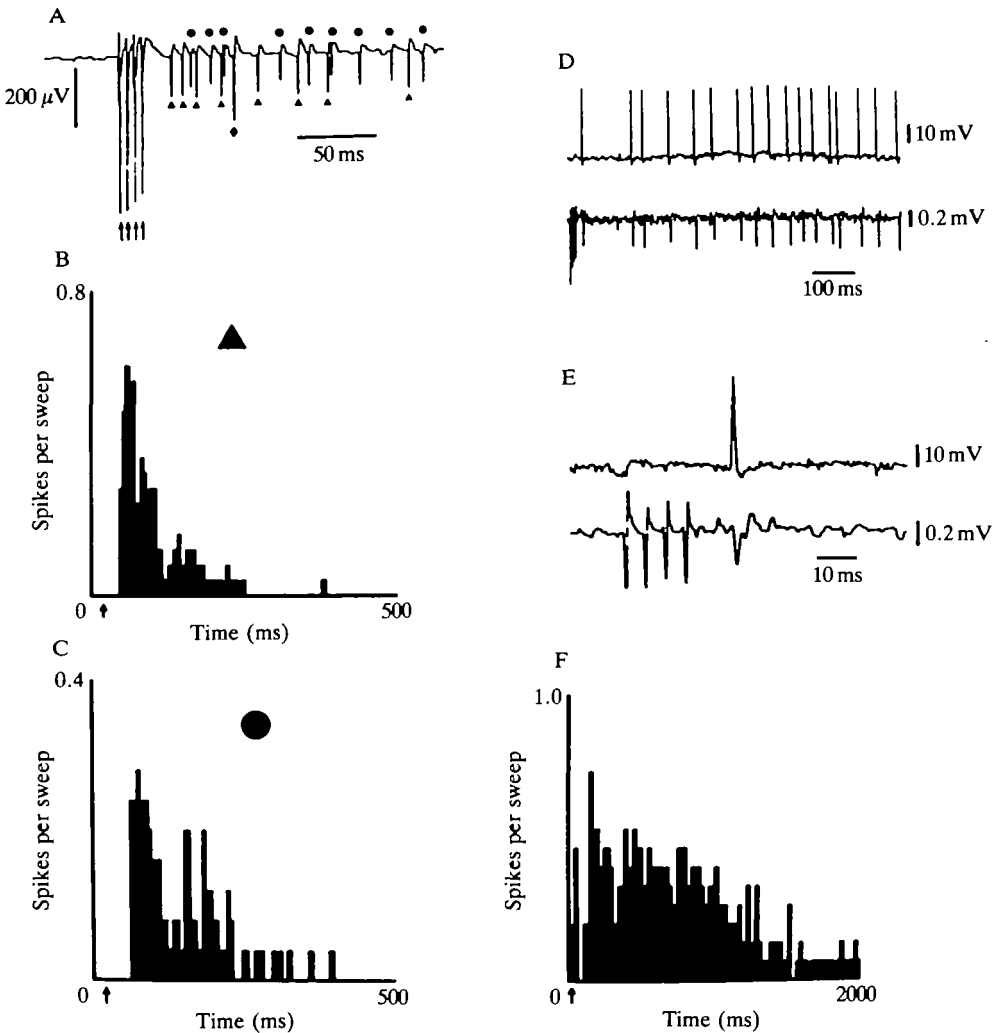 A
200 µV
50 ms
B
0.8
Spikes per sweep
0
500
Time (ms)
C
0.4
Spikes per sweep
0
500
Time (ms)
D
10 mV
0.2 mV
100 ms
E
10 mV
0.2 mV
10 ms
F
1.0
Spikes per sweep
0
2000
Time (ms)